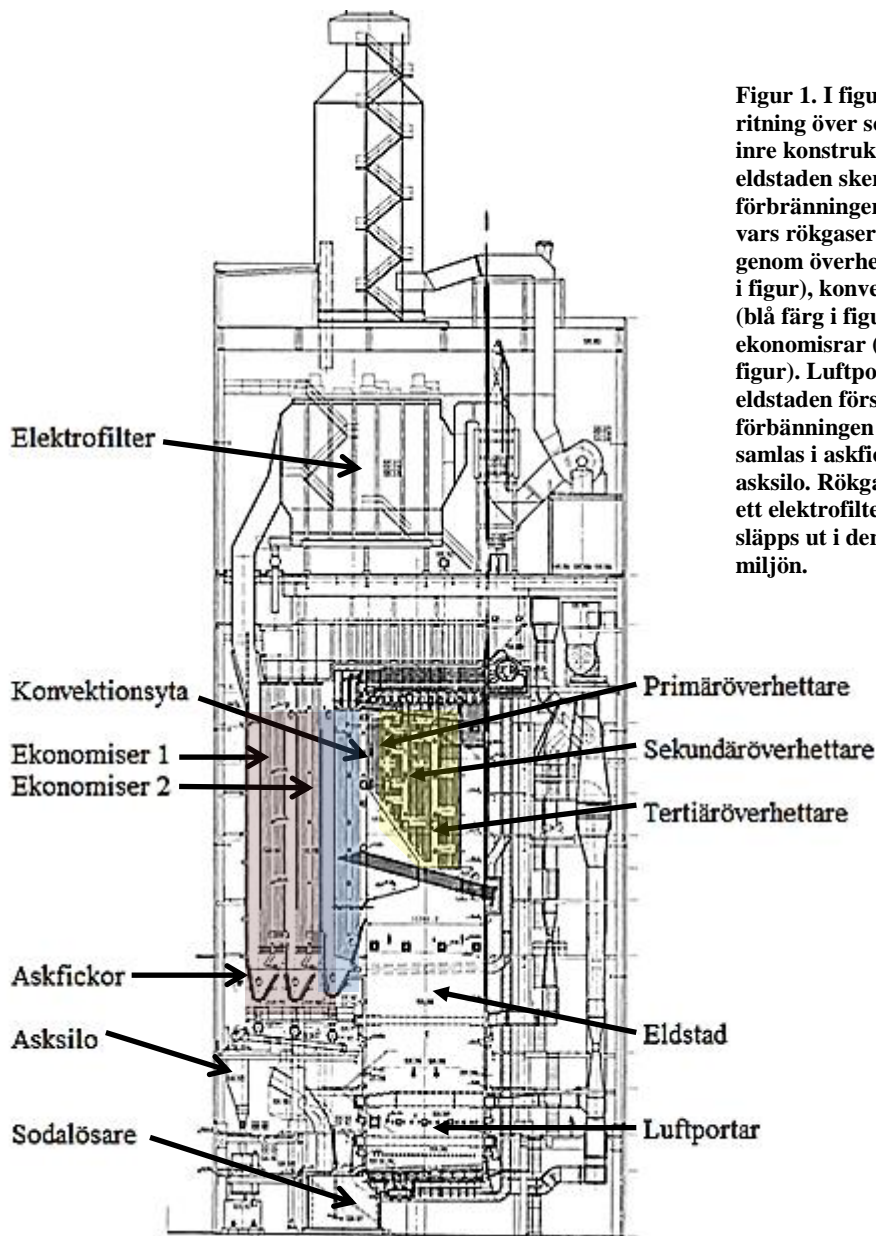 Figur 1. I figu
ritning över so
inre konstruk
eldstaden sker
förbränningen
vars rökgaser
genom överhe
i figur), konve
(blå färg i figu
ekonomisrar (
figur). Luftpo
eldstaden förs
förbänningen
samlas i askfic
asksilo. Rökga
ett elektrofilte
släpps ut i der
miljön.
Elektrofilter
Konvektionsyta
Ekonomiser 1
Ekonomiser 2
Askfickor
Asksilo
Sodalösare
Primäröverhettare
Sekundäröverhettare
Tertiäröverhettare
Eldstad
Luftportar